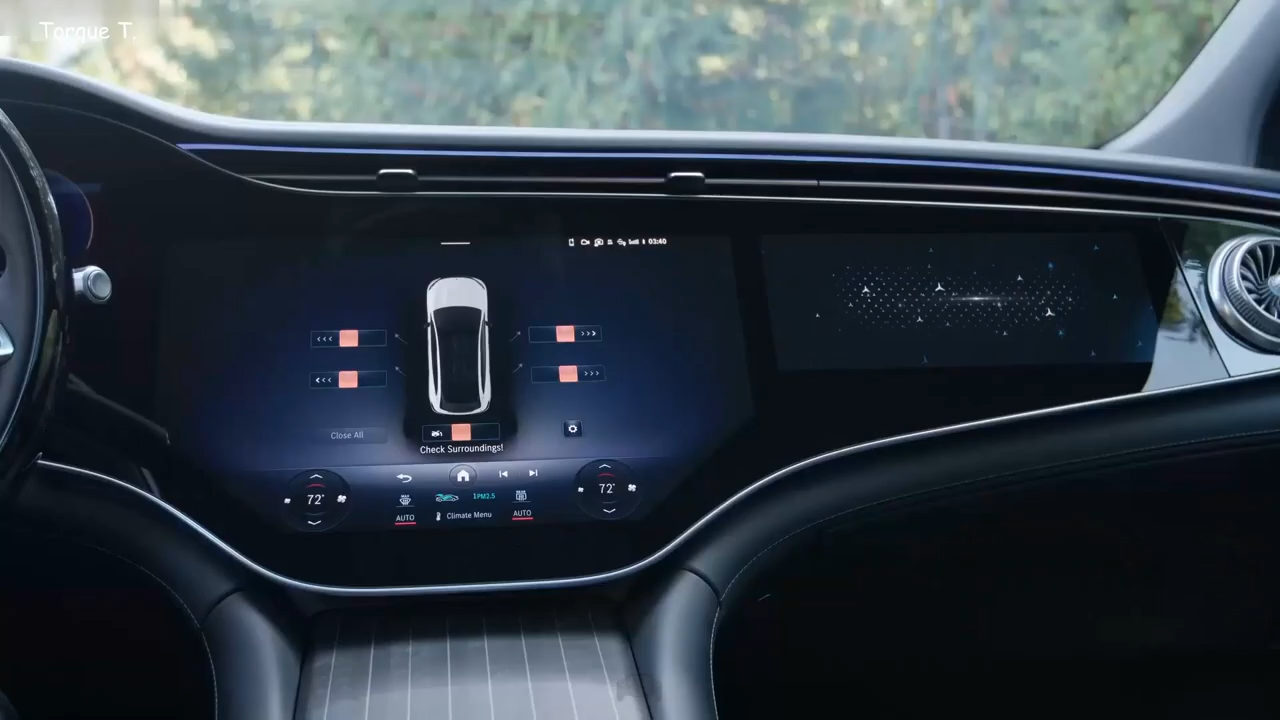 Torque T.
03:40
Close All
Check Surroundings!
72°
1PM2.5
72°
AUTO
Climate Menu
AUTO